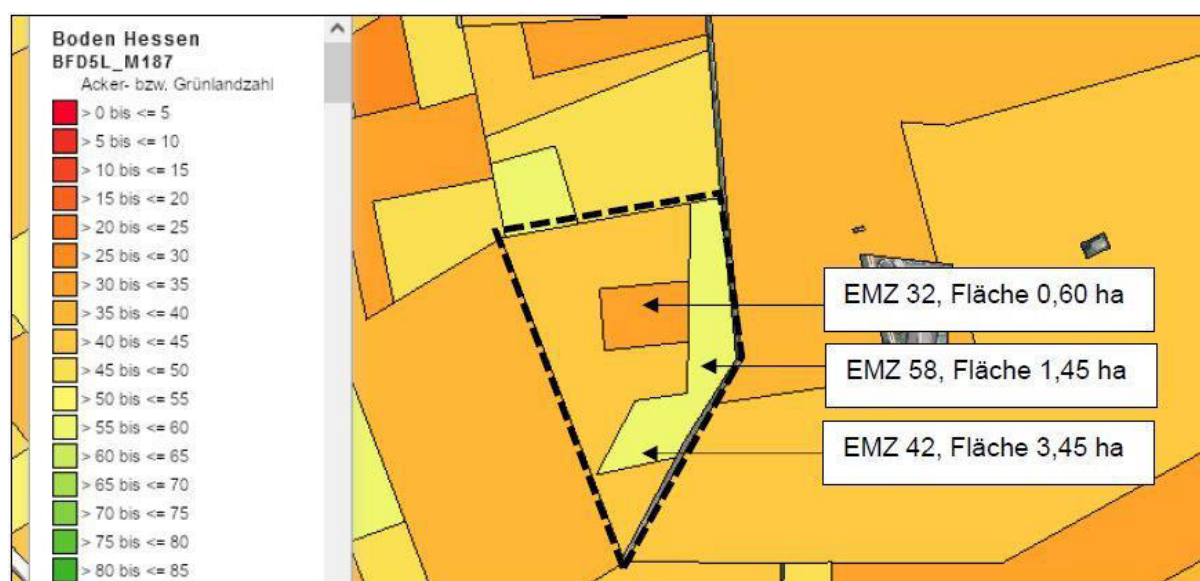 Boden Hessen
BFD5L_M187
Acker- bzw. Grünlandzahl
> 0 bis <= 5
> 5 bis <= 10
> 10 bis <= 15
> 15 bis <= 20
> 20 bis <= 25
> 25 bis <= 30
> 30 bis <= 35
> 35 bis <= 40
> 40 bis <= 45
> 45 bis <= 50
> 50 bis <= 55
> 55 bis <= 60
> 60 bis <= 65
> 65 bis <= 70
> 70 bis <= 75
> 75 bis <= 80
> 80 bis <= 85
EMZ 32, Fläche 0,60 ha
EMZ 58, Fläche 1,45 ha
EMZ 42, Fläche 3,45 ha